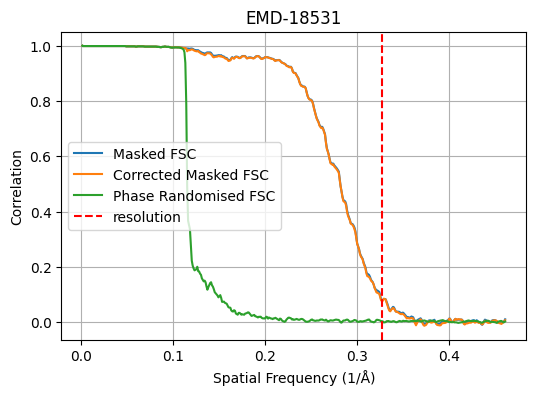 EMD-18531
1.0
0.8
0.6
0.4
0.2
0.0
Correlation
Masked FSC
Corrected Masked FSC
Phase Randomised FSC
resolution
0.0 0.1 0.2 0.3 0.4
Spatial Frequency (1/Å)